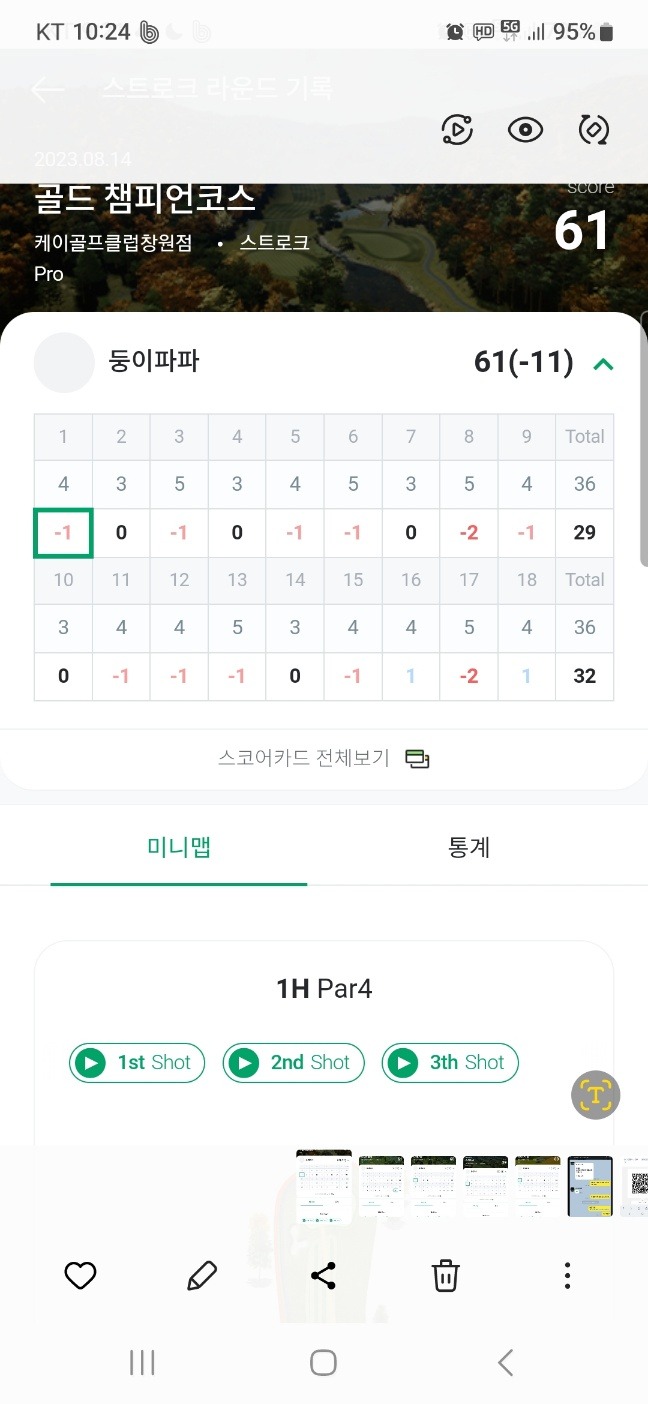 KT 10:24 HD 5G 95%
스트로크 라운드 기록
2023.08.14
골드 챔피언코스 score
케이골프클럽창원점 • 스트로크 61
Pro
둥이파파 61(-11)
1 2 3 4 5 6 7 8 9 Total
4 3 5 3 4 5 3 5 4 36
-1 0 -1 0 -1 -1 0 -2 -1 29
10 11 12 13 14 15 16 17 18 Total
3 4 4 5 3 4 4 5 4 36
0 -1 -1 -1 0 -1 1 -2 1 32
스코어카드 전체보기
미니맵 통계
1H Par4
1st Shot 2nd Shot 3th Shot
T